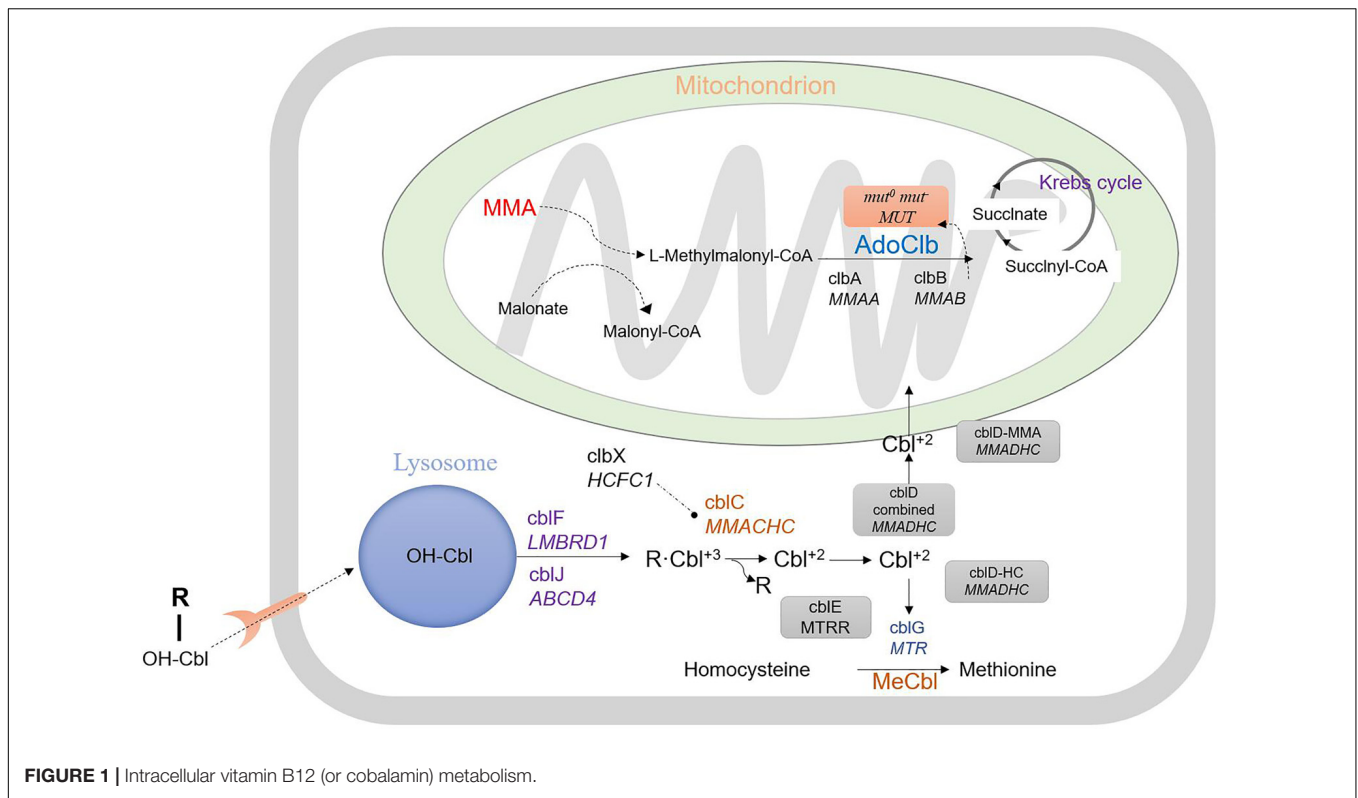 Mitochondrion
mut⁰ mut⁻
MUT
Krebs cycle
MMA
Succlnate
AdoClb
L-Methylmalonyl-CoA
Succlnyl-CoA
clbA
MMAA
clbB
MMAB
Malonate
Malonyl-CoA
Cbl⁺²
cblD-MMA
MMADHC
Lysosome
clbX
HCFC1
cblD
combined
MMADHC
cblC
MMACHC
cblF
LMBRD1
OH-Cbl
R·Cbl⁺³
Cbl⁺²
Cbl⁺²
cblJ
ABCD4
R
cblD-HC
MMADHC
cblE
MTRR
cblG
MTR
R
OH-Cbl
Homocysteine
MeCbl
Methionine
FIGURE 1 | Intracellular vitamin B12 (or cobalamin) metabolism.